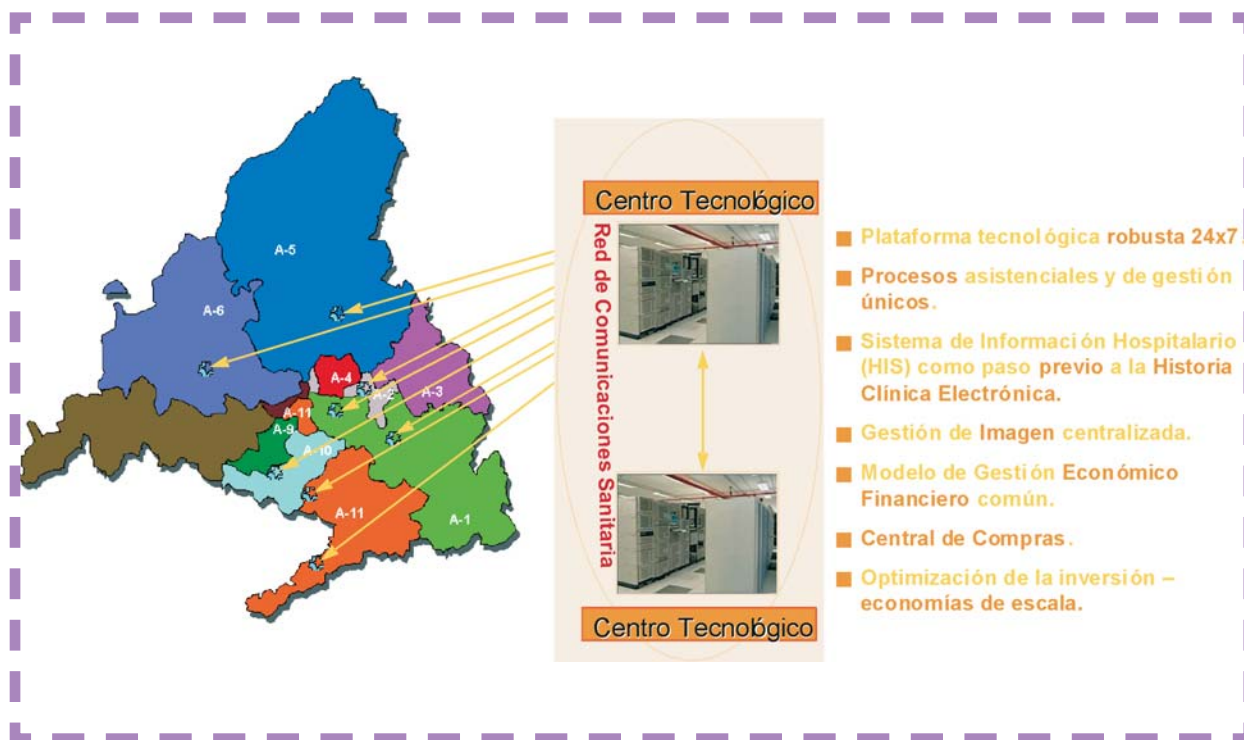 A-5
A-6
A-4
A-2
A-3
A-11
A-9
A-10
A-11
A-1
Centro Tecnológico
Red de Comunicaciones Sanitaria
Centro Tecnológico
Plataforma tecnológica robusta 24x7
Procesos asistenciales y de gestión
únicos.
Sistema de Información Hospitalario
(HIS) como paso previo a la Historia
Clínica Electrónica.
Gestión de Imagen centralizada.
Modelo de Gestión Económico
Financiero común.
Central de Compras.
Optimización de la inversión –
economías de escala.